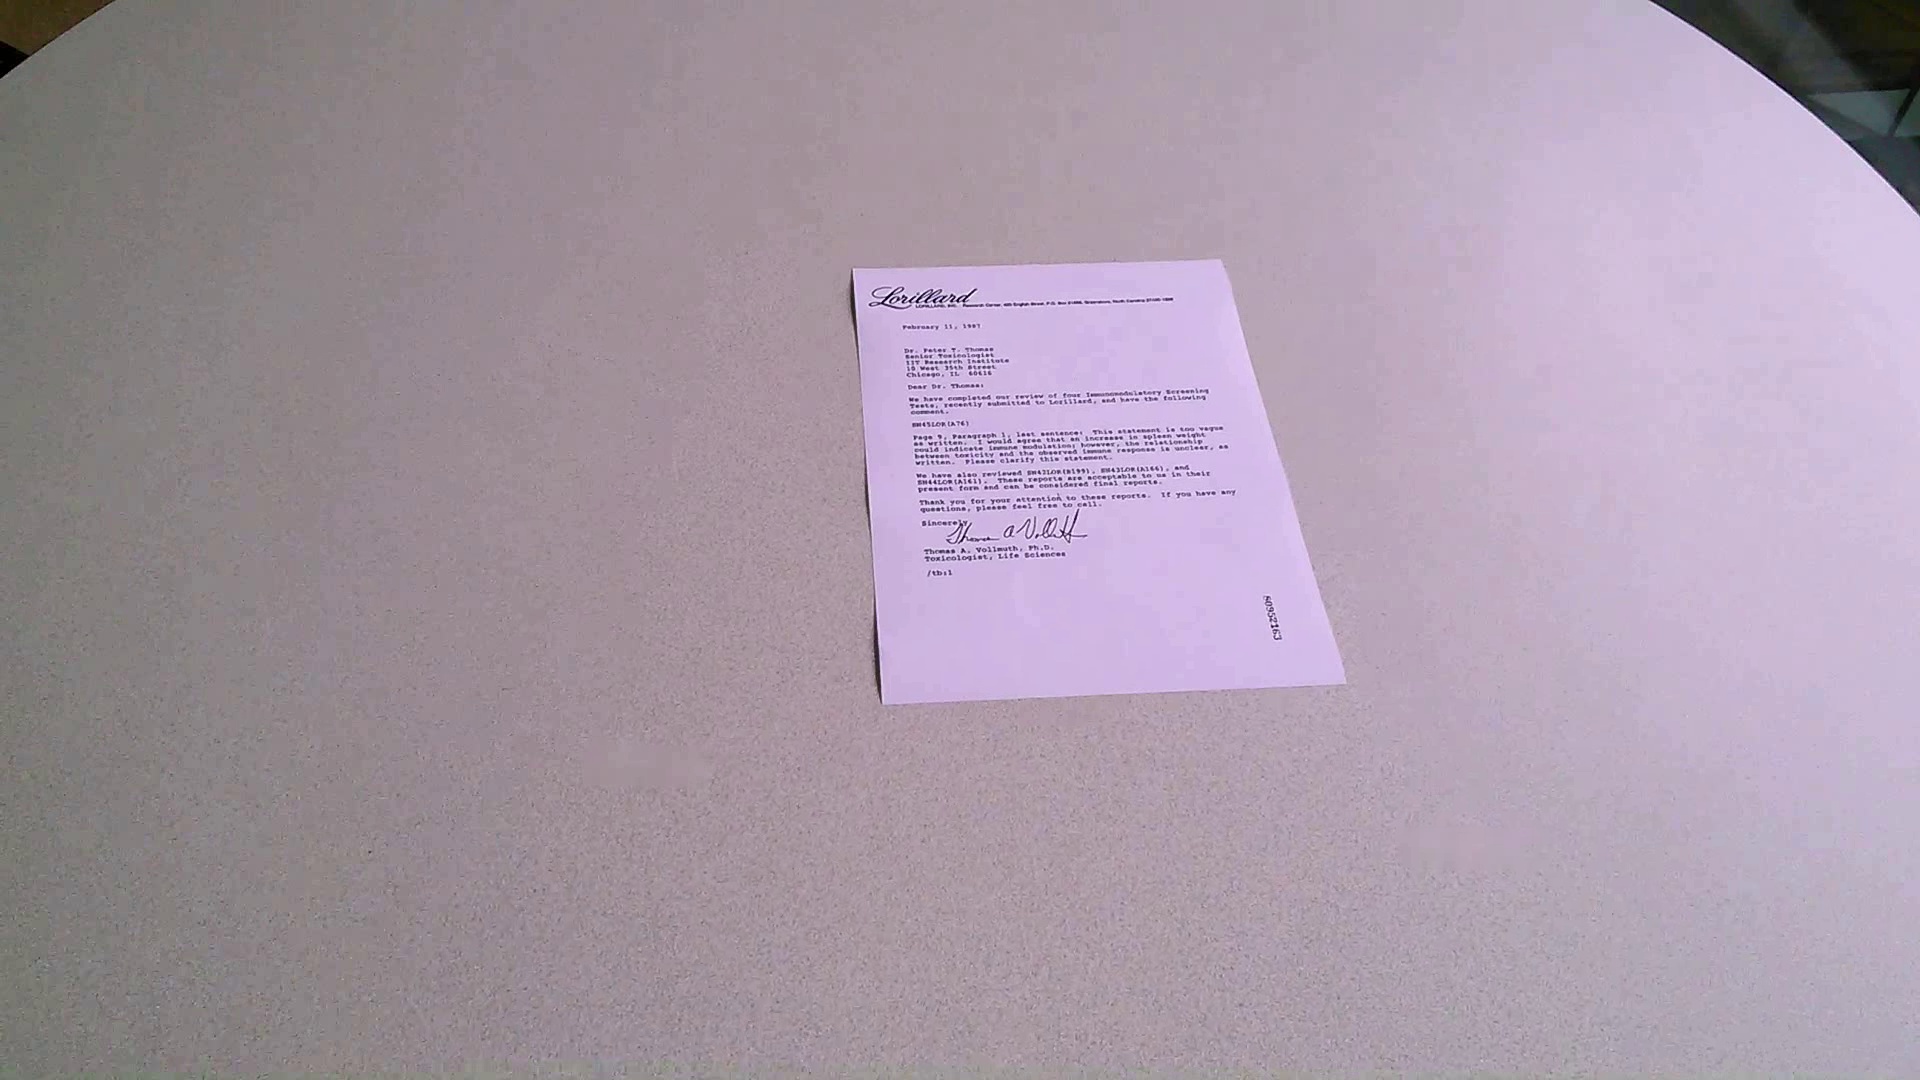 Lorillard
LORILLARD, INC. Research Center, 420 English Street, P.O. Box 21688, Greensboro, North Carolina
February 11, 1987
Dr. Peter T. Thomas
Senior Toxicologist
IIT Research Institute
10 West 35th Street
Chicago, IL 60616
Dear Dr. Thomas:
We have completed our review of four Immunomodulatory Screening
Tests, recently submitted to Lorillard, and have the following
comment.
SN45LOR(A76)
Page 9, Paragraph 1, last sentence: This statement is too vague
as written. I would agree that an increase in spleen weight
could indicate immune modulation; however, the relationship
between toxicity and the observed immune response is unclear, as
written. Please clarify this statement.
We have also reviewed SN42LOR(B199), SN43LOR(A166), and
SN44LOR(A161). These reports are acceptable to us in their
present form and can be considered final reports.
Thank you for your attention to these reports. If you have any
questions, please feel free to call.
Sincerely,
Thomas A Vollmuth
Thomas A. Vollmuth, Ph.D.
Toxicologist, Life Sciences
/tb:1
80952163